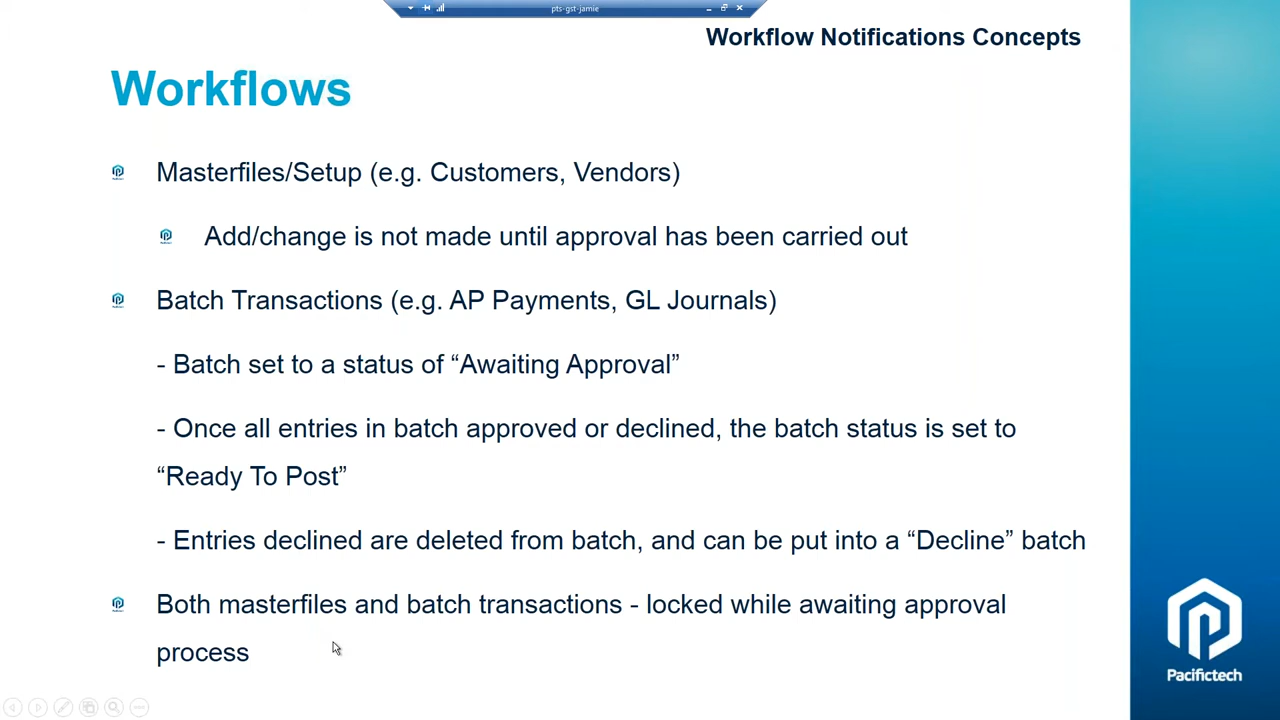 pts-gst-jamie
Workflow Notifications Concepts
Workflows
Masterfiles/Setup (e.g. Customers, Vendors)
Add/change is not made until approval has been carried out
Batch Transactions (e.g. AP Payments, GL Journals)
- Batch set to a status of “Awaiting Approval”
- Once all entries in batch approved or declined, the batch status is set to
“Ready To Post”
- Entries declined are deleted from batch, and can be put into a “Decline” batch
Both masterfiles and batch transactions - locked while awaiting approval
process
Pacifictech